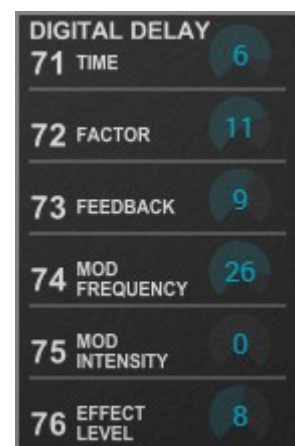 DIGITAL DELAY
71 TIME 6
72 FACTOR 11
73 FEEDBACK 9
74 MOD FREQUENCY 26
75 MOD INTENSITY 0
76 EFFECT LEVEL 8